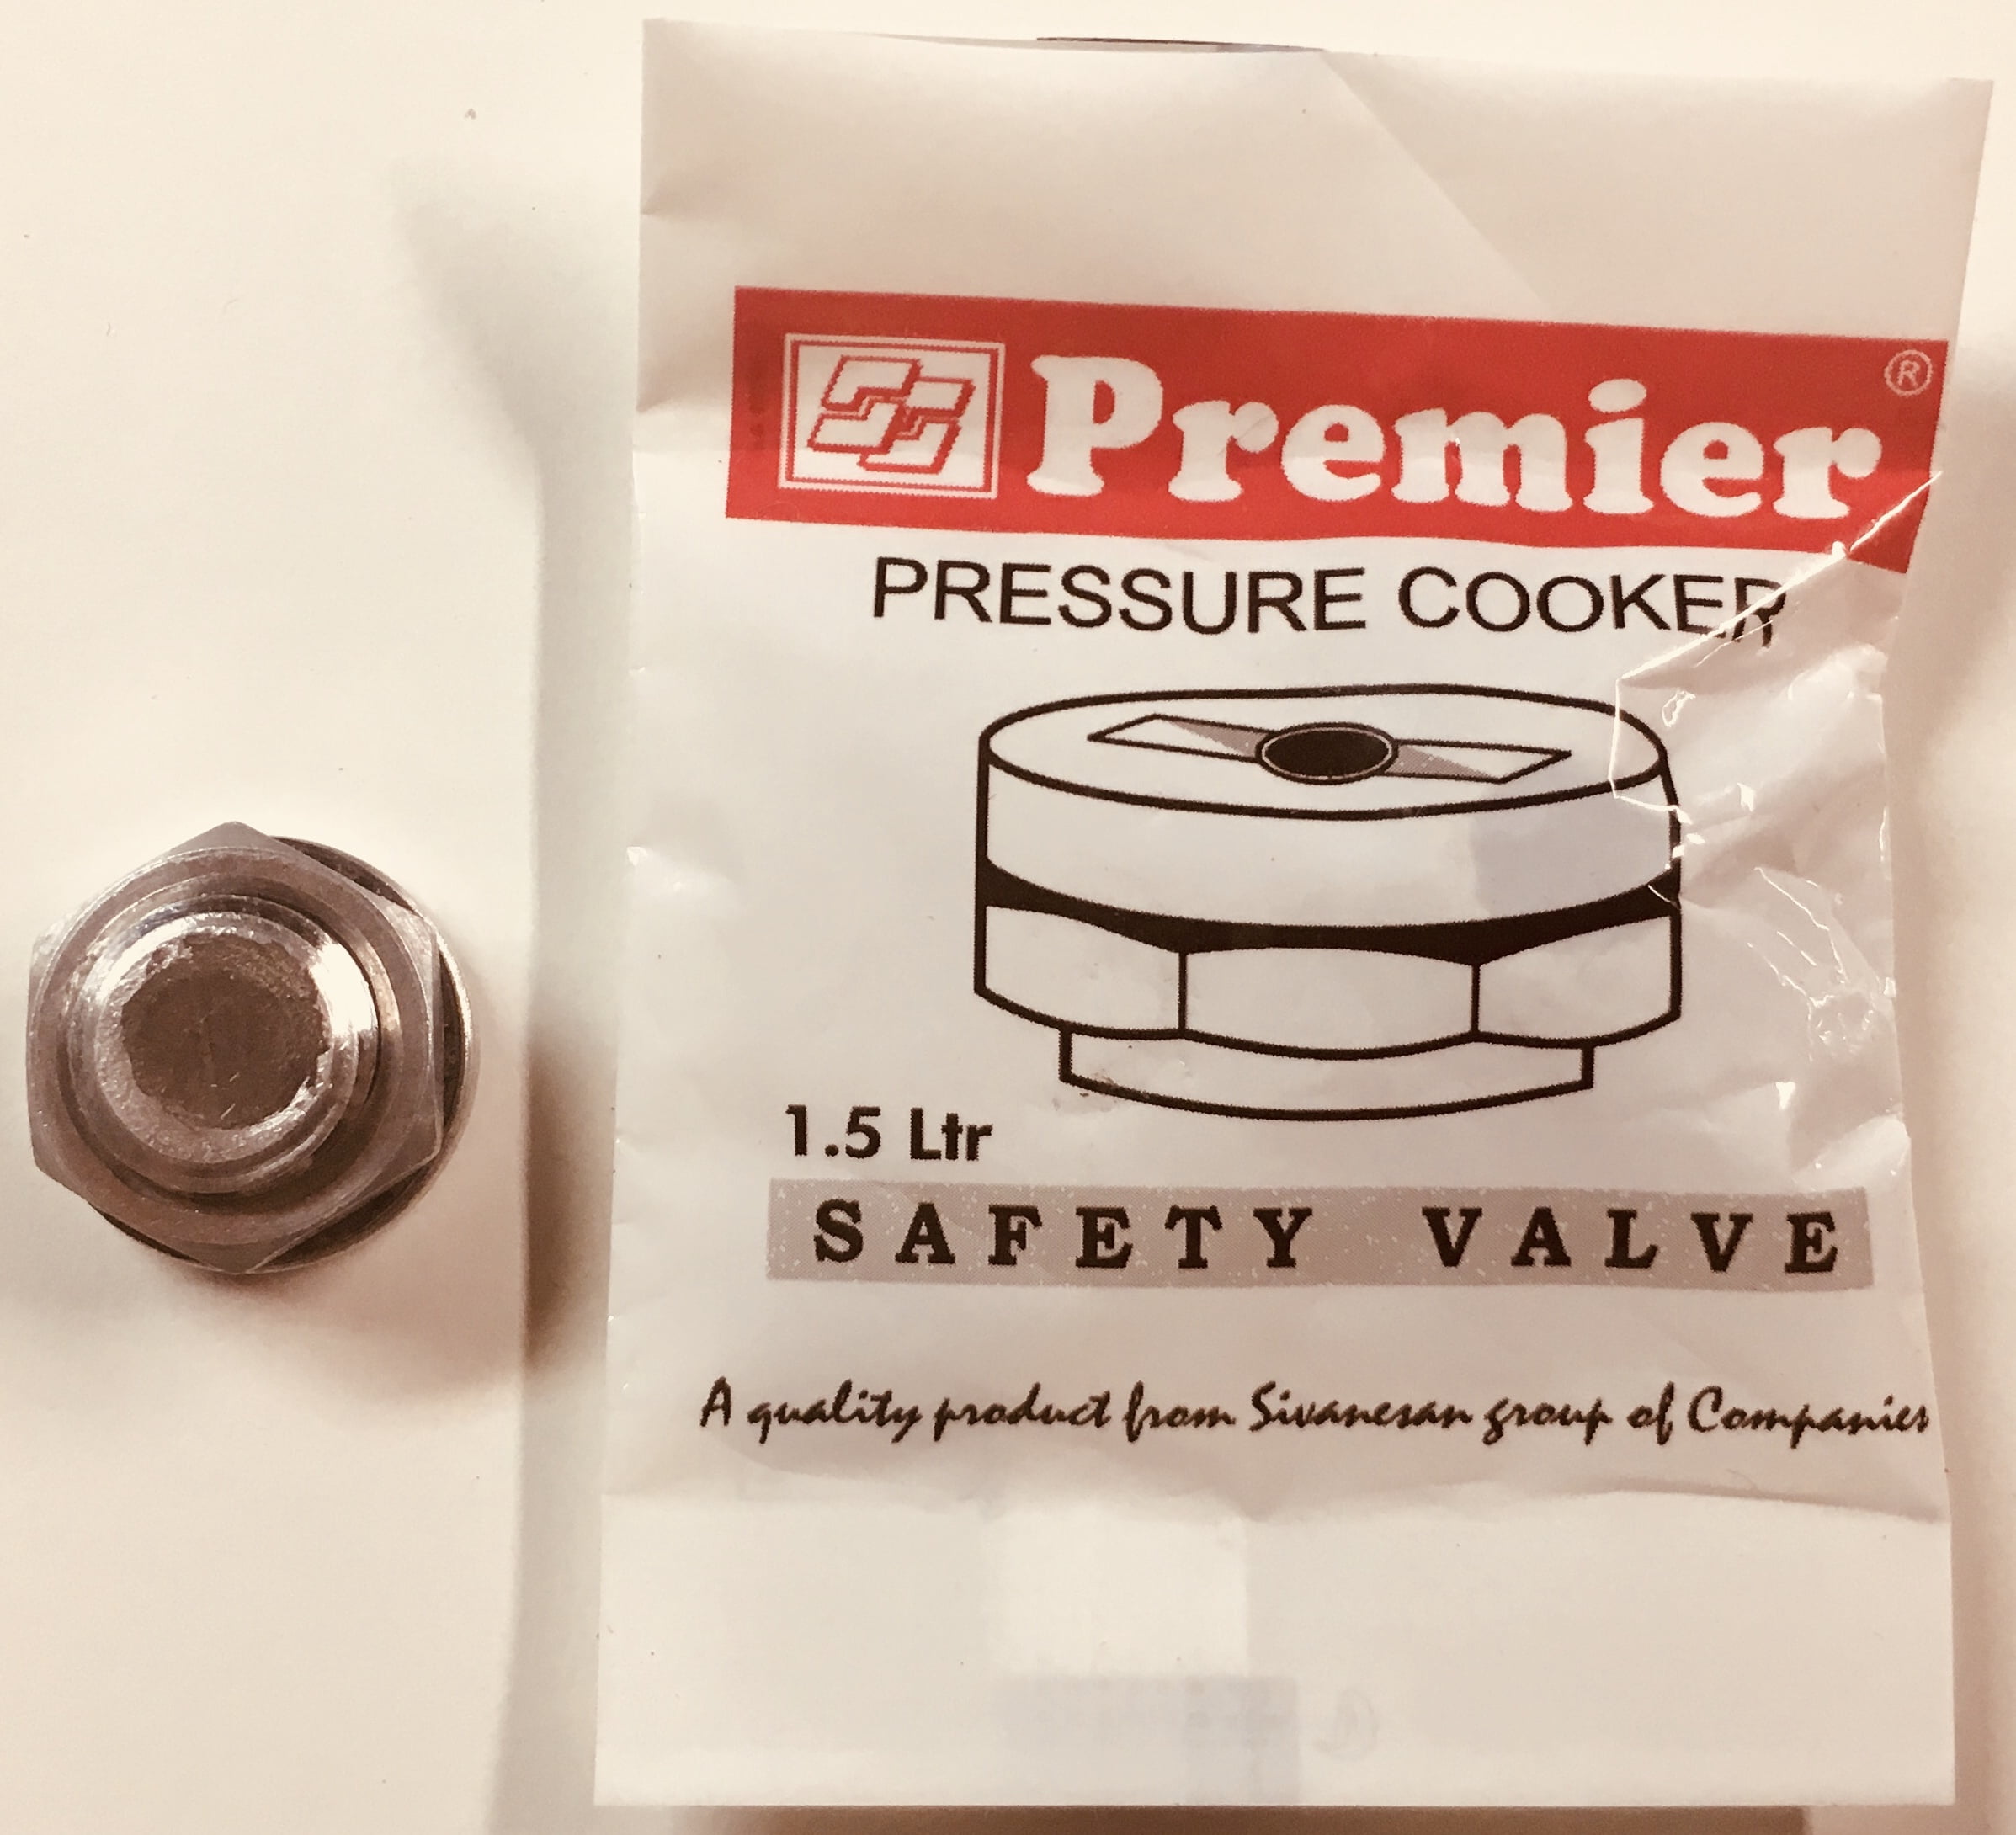 Premier ®
PRESSURE COOKER
1.5 Ltr
SAFETY VALVE
A quality product from Sivanesan group of Companies